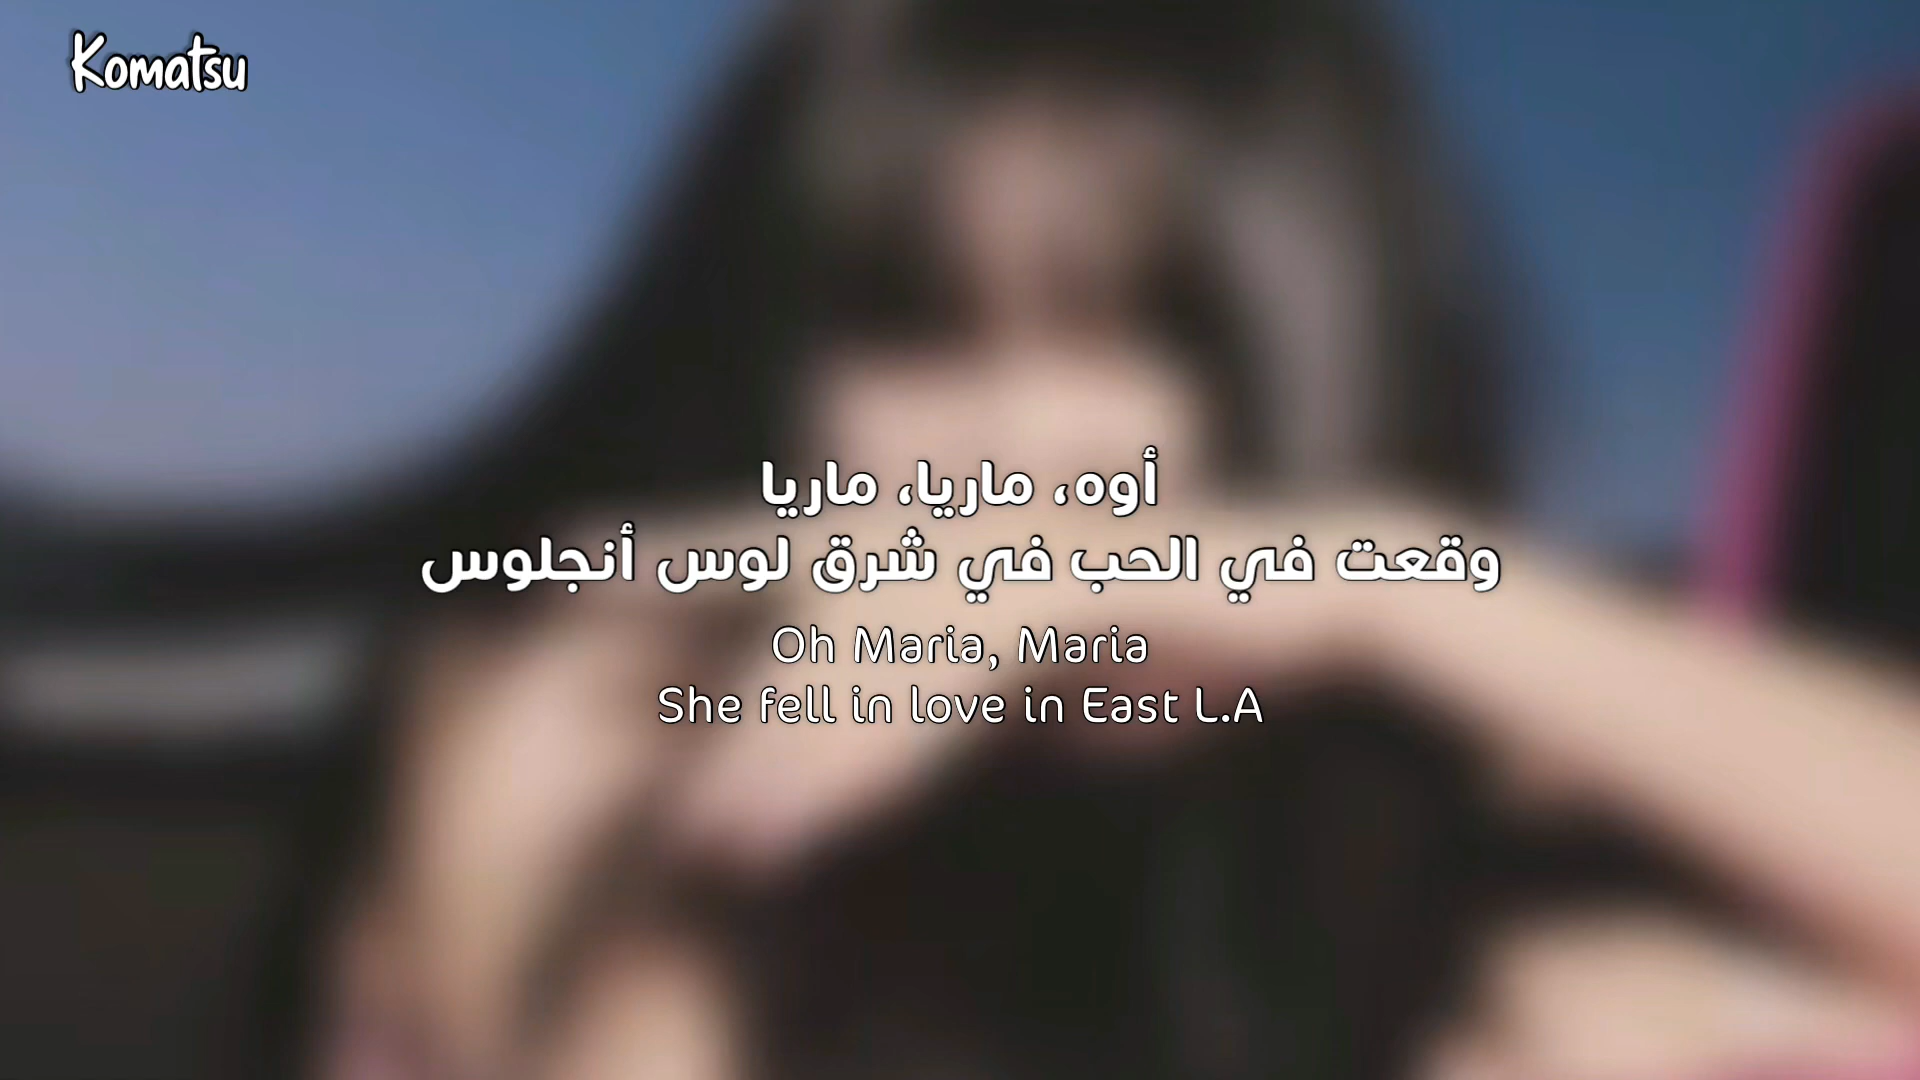 Komatsu
أوه، ماريا، ماريا
وقعت في الحب في شرق لوس أنجلوس
Oh Maria, Maria
She fell in love in East L.A